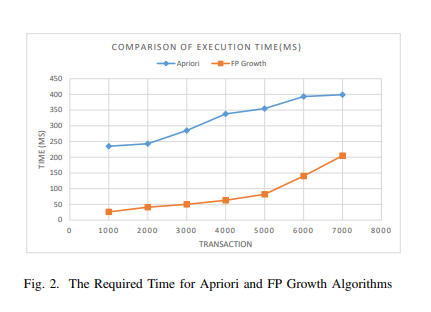 COMPARISON OF EXECUTION TIME(MS)
Apriori FP Growth
450
400
350
300
250
200
150
100
50
0
TIME (MS)
0 1000 2000 3000 4000 5000 6000 7000 8000
TRANSACTION
Fig. 2. The Required Time for Apriori and FP Growth Algorithms